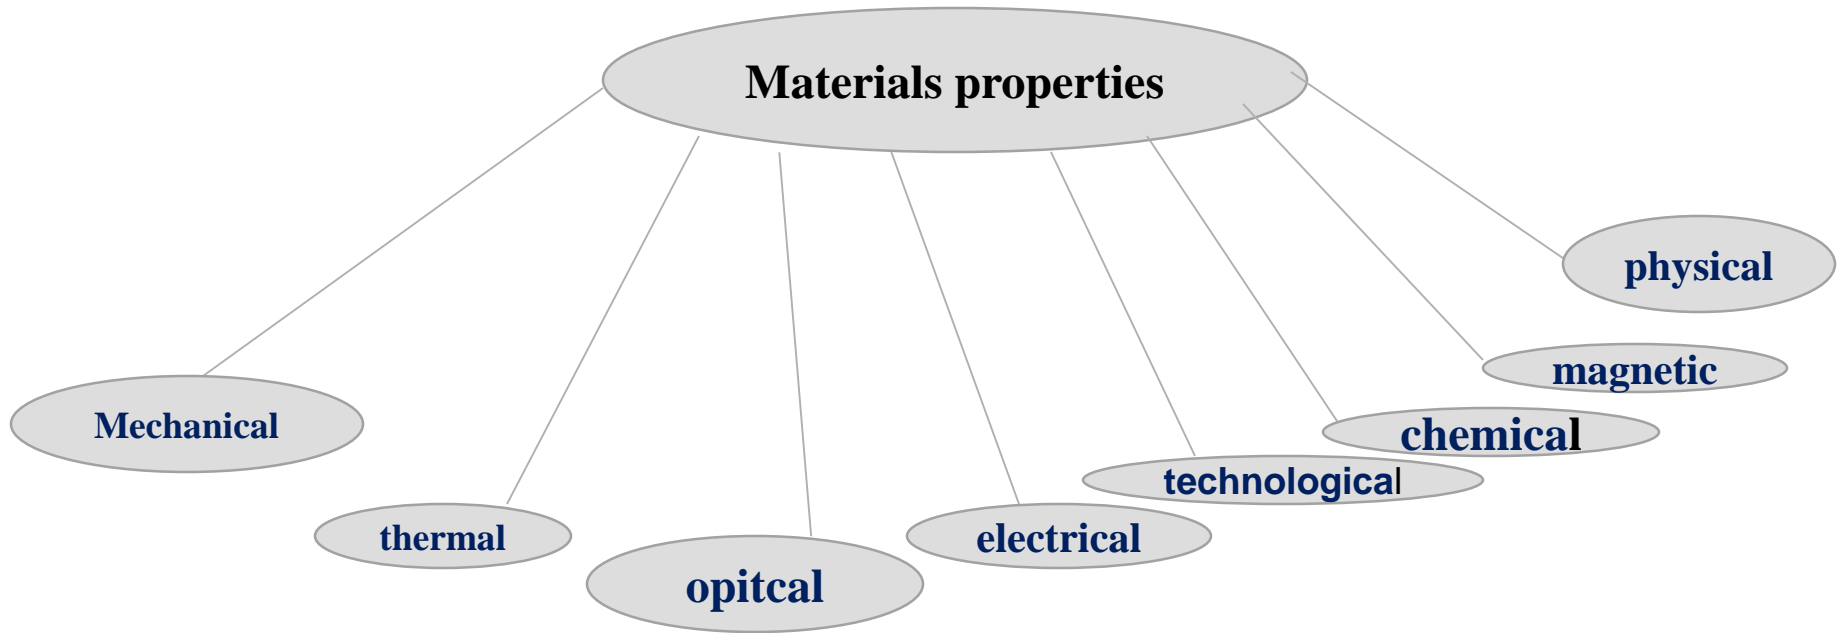 Materials properties
physical
magnetic
Mechanical
chemical
technological
thermal
electrical
opitcal